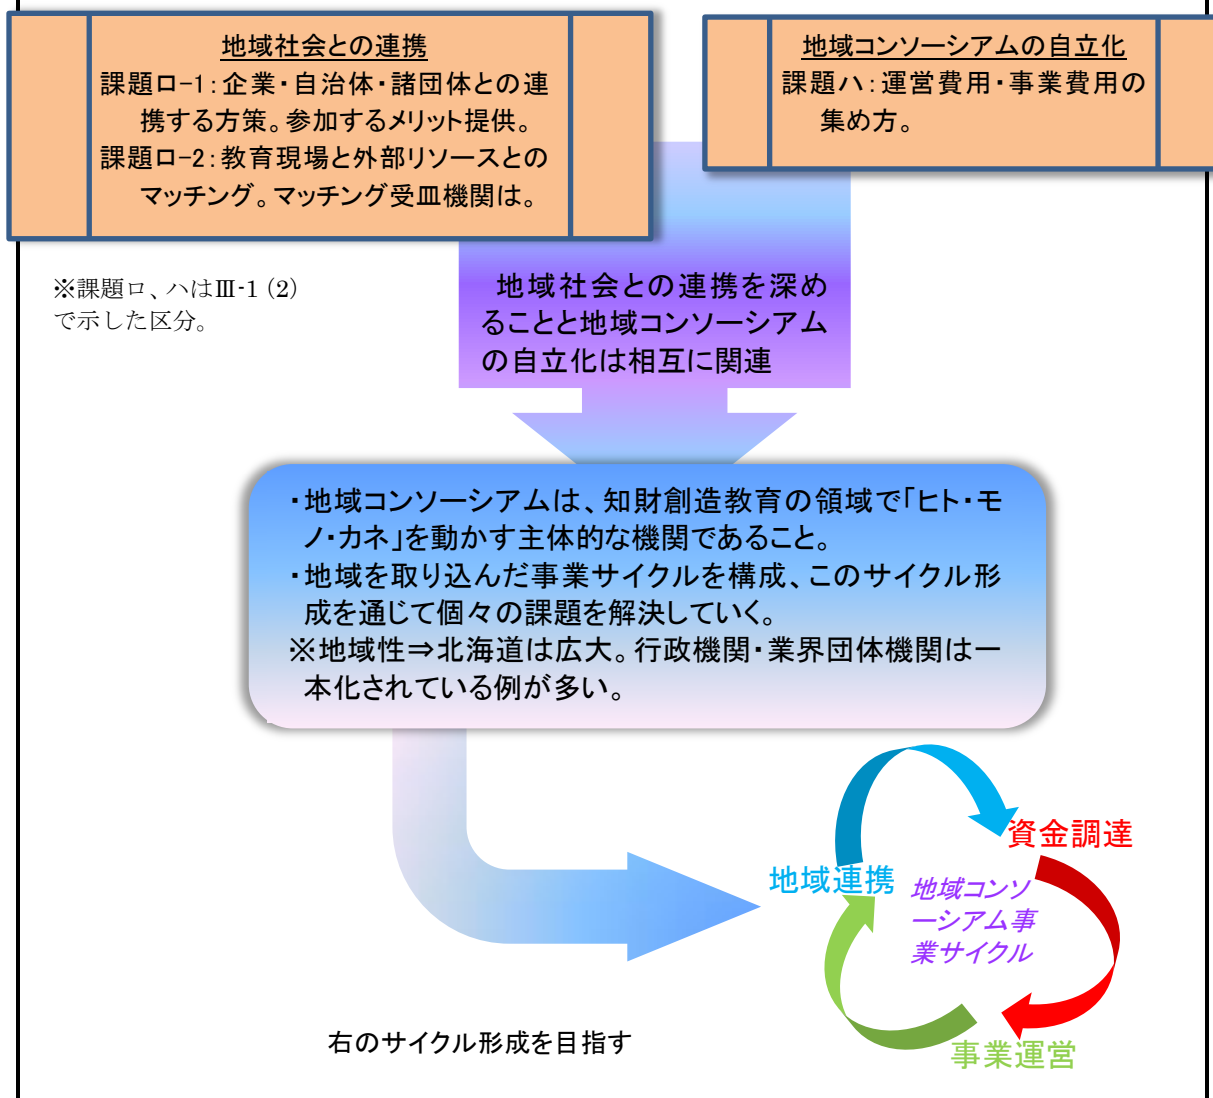 地域社会との連携
課題ロ-1：企業・自治体・諸団体との連
携する方策。参加するメリット提供。
課題ロ-2：教育現場と外部リソースとの
マッチング。マッチング受皿機関は。
地域コンソーシアムの自立化
課題ハ：運営費用・事業費用の
集め方。
※課題ロ、ハはⅢ-1（2）
で示した区分。
地域社会との連携を深め
ることと地域コンソーシアム
の自立化は相互に関連
・地域コンソーシアムは、知財創造教育の領域で「ヒト・モ
ノ・カネ」を動かす主体的な機関であること。
・地域を取り込んだ事業サイクルを構成、このサイクル形
成を通じて個々の課題を解決していく。
※地域性⇒北海道は広大。行政機関・業界団体機関は一
本化されている例が多い。
資金調達
地域連携
地域コンソ
ーシアム事
業サイクル
事業運営
右のサイクル形成を目指す